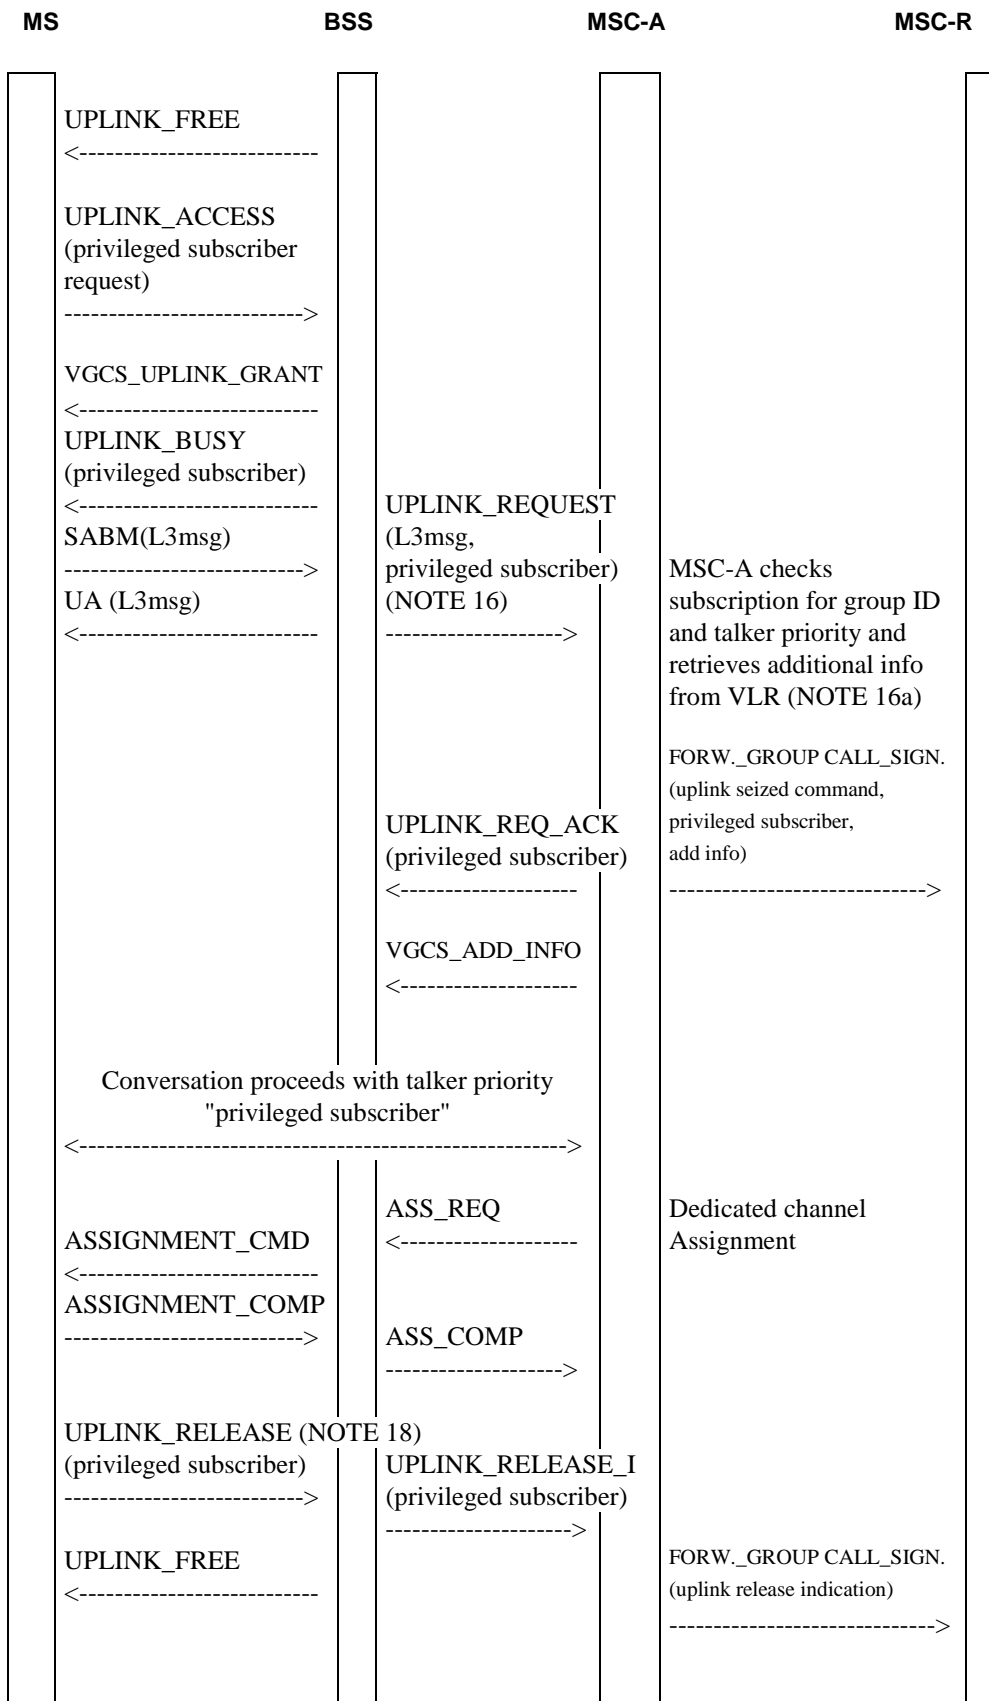 MS BSS MSC-A MSC-R
UPLINK_FREE
<---------------------------
UPLINK_ACCESS
(privileged subscriber
request)
--------------------------->
VGCS_UPLINK_GRANT
<---------------------------
UPLINK_BUSY
(privileged subscriber)
<---------------------------
SABM(L3msg)
--------------------------->
UA (L3msg)
<---------------------------
UPLINK_REQUEST
(L3msg,
privileged subscriber)
(NOTE 16)
-------------------->
MSC-A checks
subscription for group ID
and talker priority and
retrieves additional info
from VLR (NOTE 16a)
FORW._GROUP CALL_SIGN.
(uplink seized command,
privileged subscriber,
add info)
----------------------------->
UPLINK_REQ_ACK
(privileged subscriber)
<--------------------
VGCS_ADD_INFO
<--------------------
Conversation proceeds with talker priority
"privileged subscriber"
<------------------------------------------------------->
ASS_REQ
<--------------------
Dedicated channel
Assignment
ASSIGNMENT_CMD
<---------------------------
ASSIGNMENT_COMP
--------------------------->
ASS_COMP
-------------------->
UPLINK_RELEASE (NOTE 18)
(privileged subscriber)
--------------------------->
UPLINK_RELEASE_I
(privileged subscriber)
--------------------->
UPLINK_FREE
<---------------------------
FORW._GROUP CALL_SIGN.
(uplink release indication)
------------------------------>